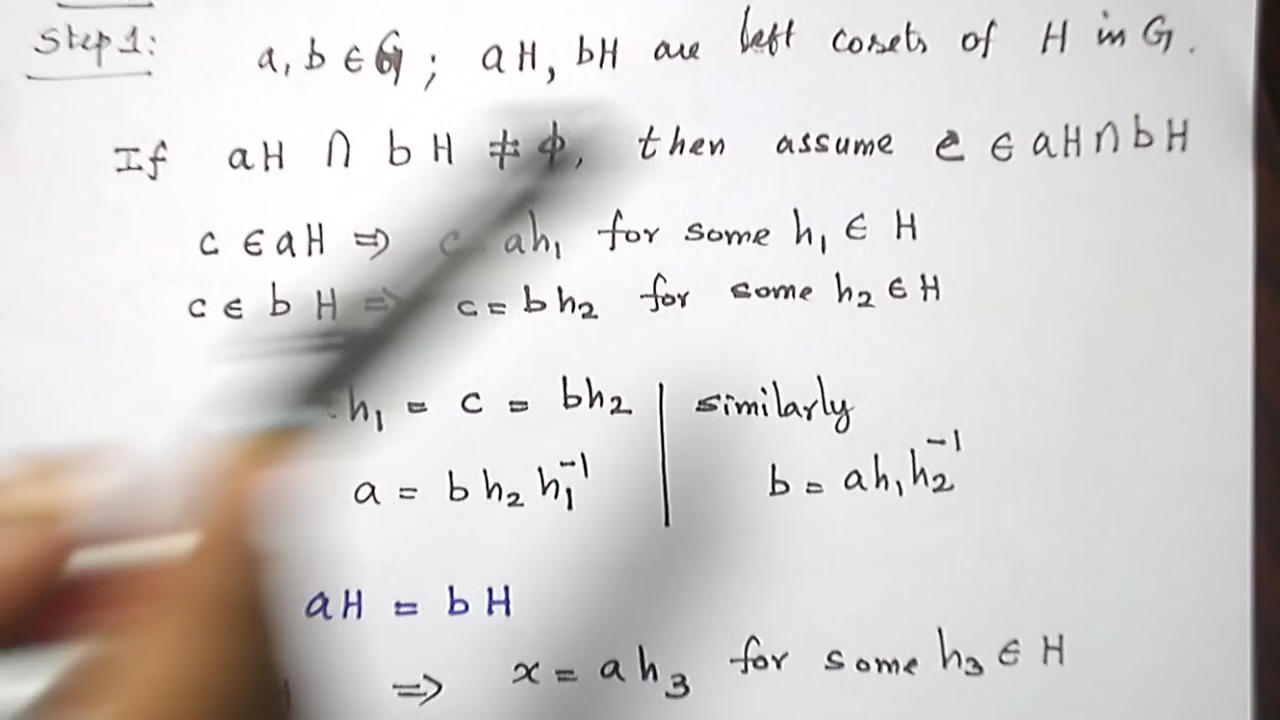 Step 1: a, b ∈ G ; aH, bH are left cosets of H in G.
If aH ∩ bH ≠ ϕ, then assume c ∈ aH ∩ bH
c ∈ aH ⇒ c ah₁ for some h₁ ∈ H
c ∈ bH ⇒ c = bh₂ for some h₂ ∈ H
h₁ = c = bh₂ | similarly
a = b h₂ h₁⁻¹ | b = ah₁h₂⁻¹
aH = bH
⇒ x = ah₃ for some h₃ ∈ H